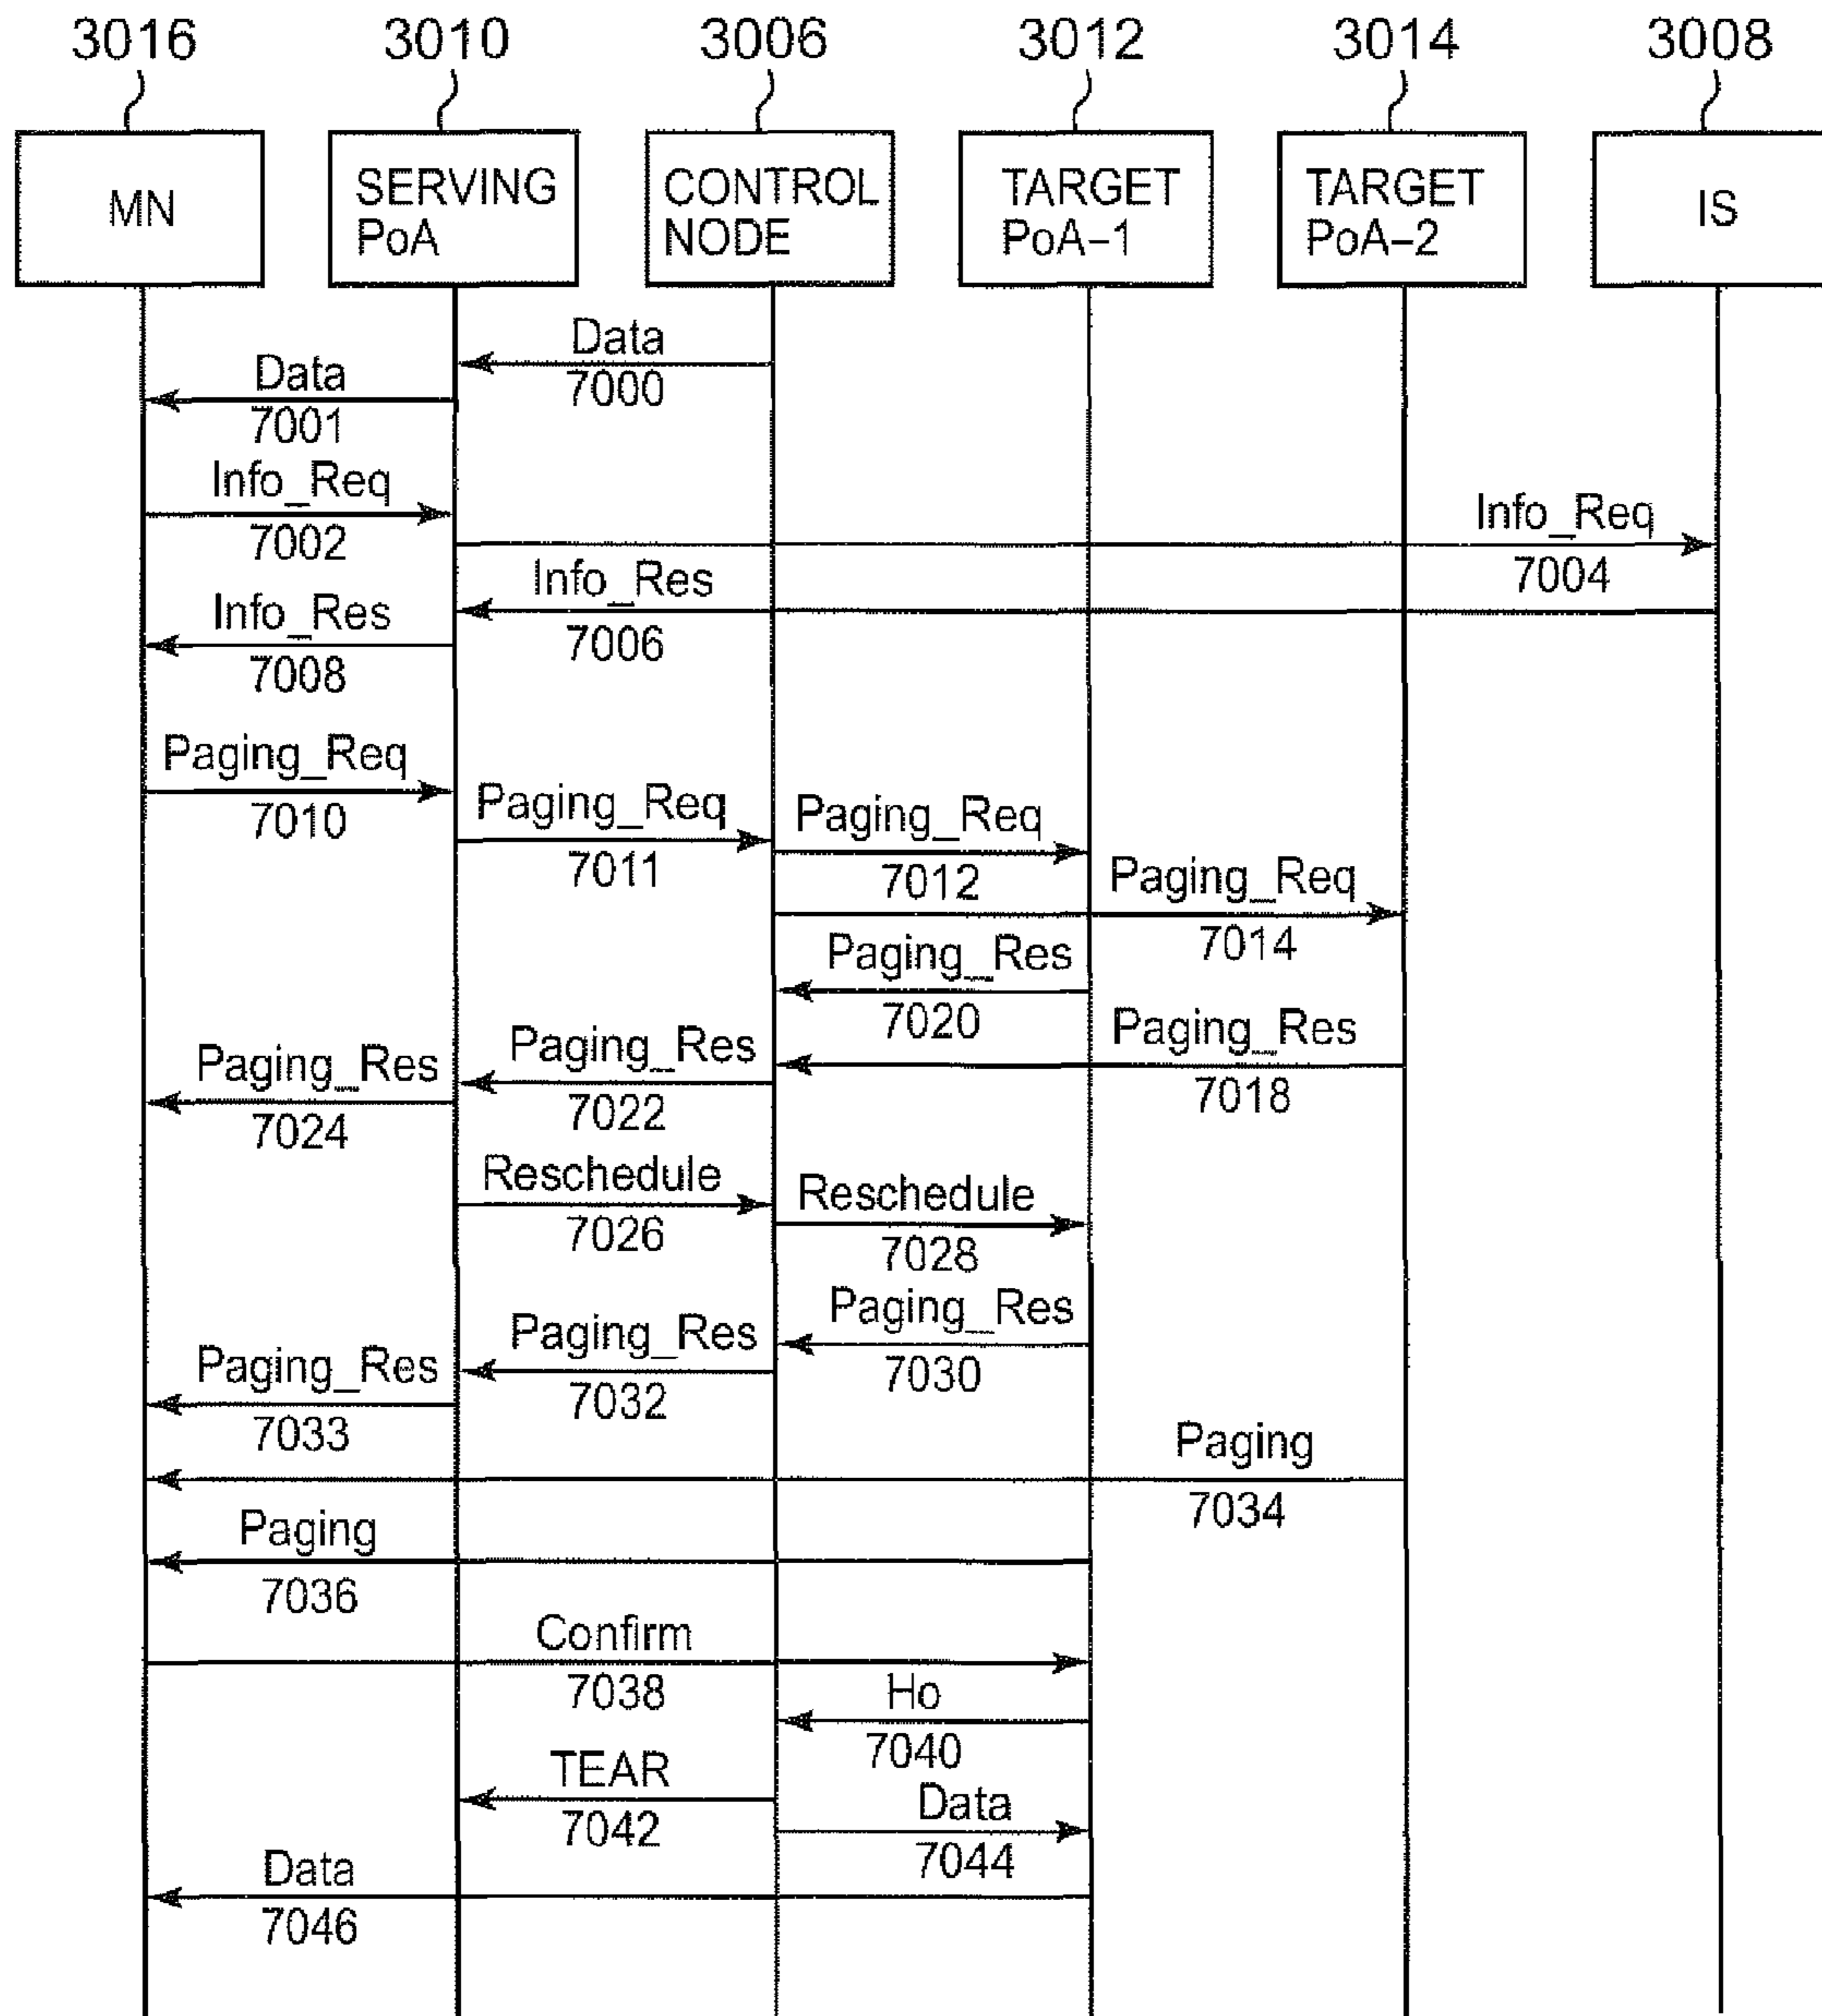 3016 3010 3006 3012 3014 3008
MN
SERVING
PoA
CONTROL
NODE
TARGET
PoA-1
TARGET
PoA-2
IS
Data
7000
Data
7001
Info_Req
7002
Info_Req
7004
Info_Res
7006
Info_Res
7008
Paging_Req
7010
Paging_Req
7011
Paging_Req
7012
Paging_Req
7014
Paging_Res
7020
Paging_Res
7018
Paging_Res
7022
Paging_Res
7024
Reschedule
7026
Reschedule
7028
Paging_Res
7030
Paging_Res
7032
Paging_Res
7033
Paging
7034
Paging
7036
Confirm
7038
Ho
7040
TEAR
7042
Data
7044
Data
7046